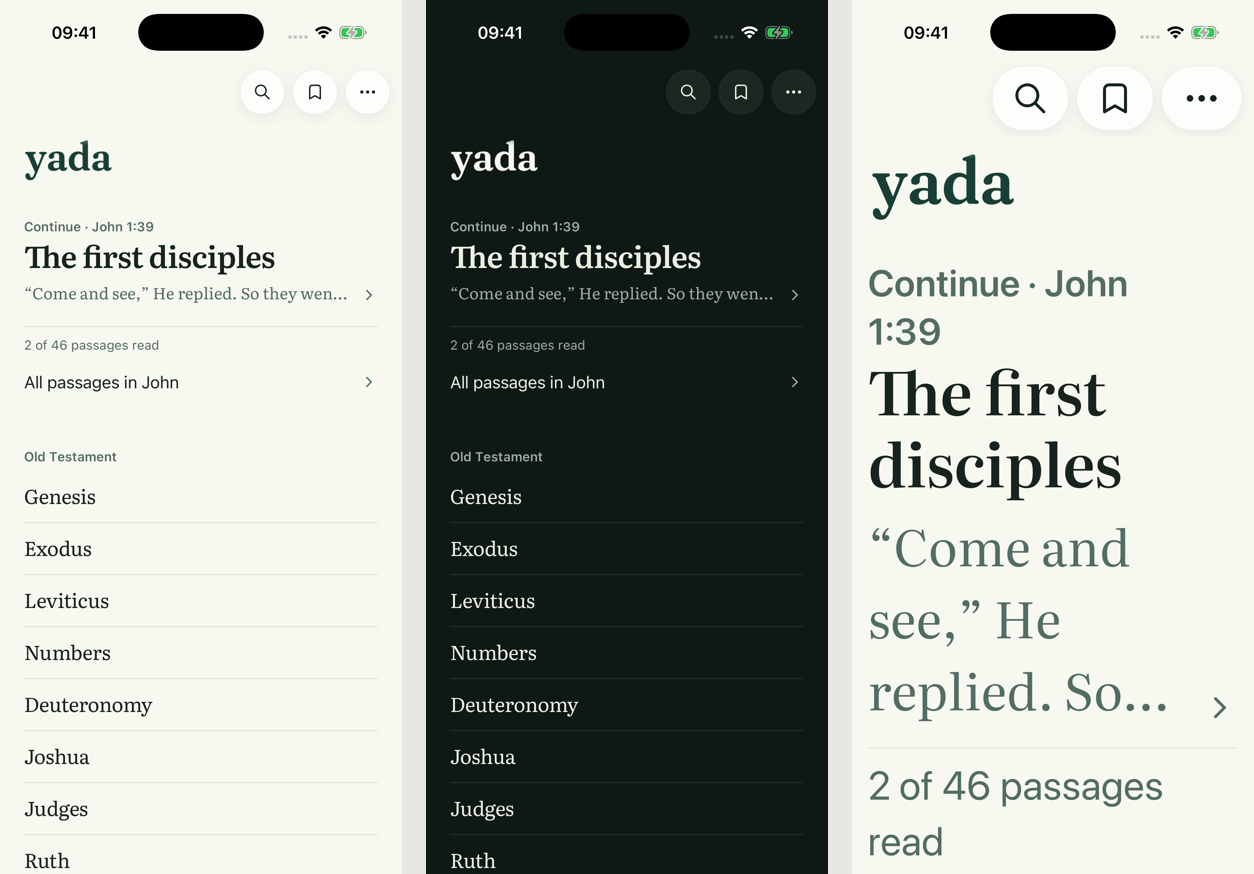 09:41
yada
Continue · John 1:39
The first disciples
“Come and see,” He replied. So they wen...
2 of 46 passages read
All passages in John
Old Testament
Genesis
Exodus
Leviticus
Numbers
Deuteronomy
Joshua
Judges
Ruth
09:41
yada
Continue · John 1:39
The first disciples
“Come and see,” He replied. So they wen...
2 of 46 passages read
All passages in John
Old Testament
Genesis
Exodus
Leviticus
Numbers
Deuteronomy
Joshua
Judges
Ruth
09:41
yada
Continue · John
1:39
The first
disciples
“Come and
see,” He
replied. So...
2 of 46 passages
read